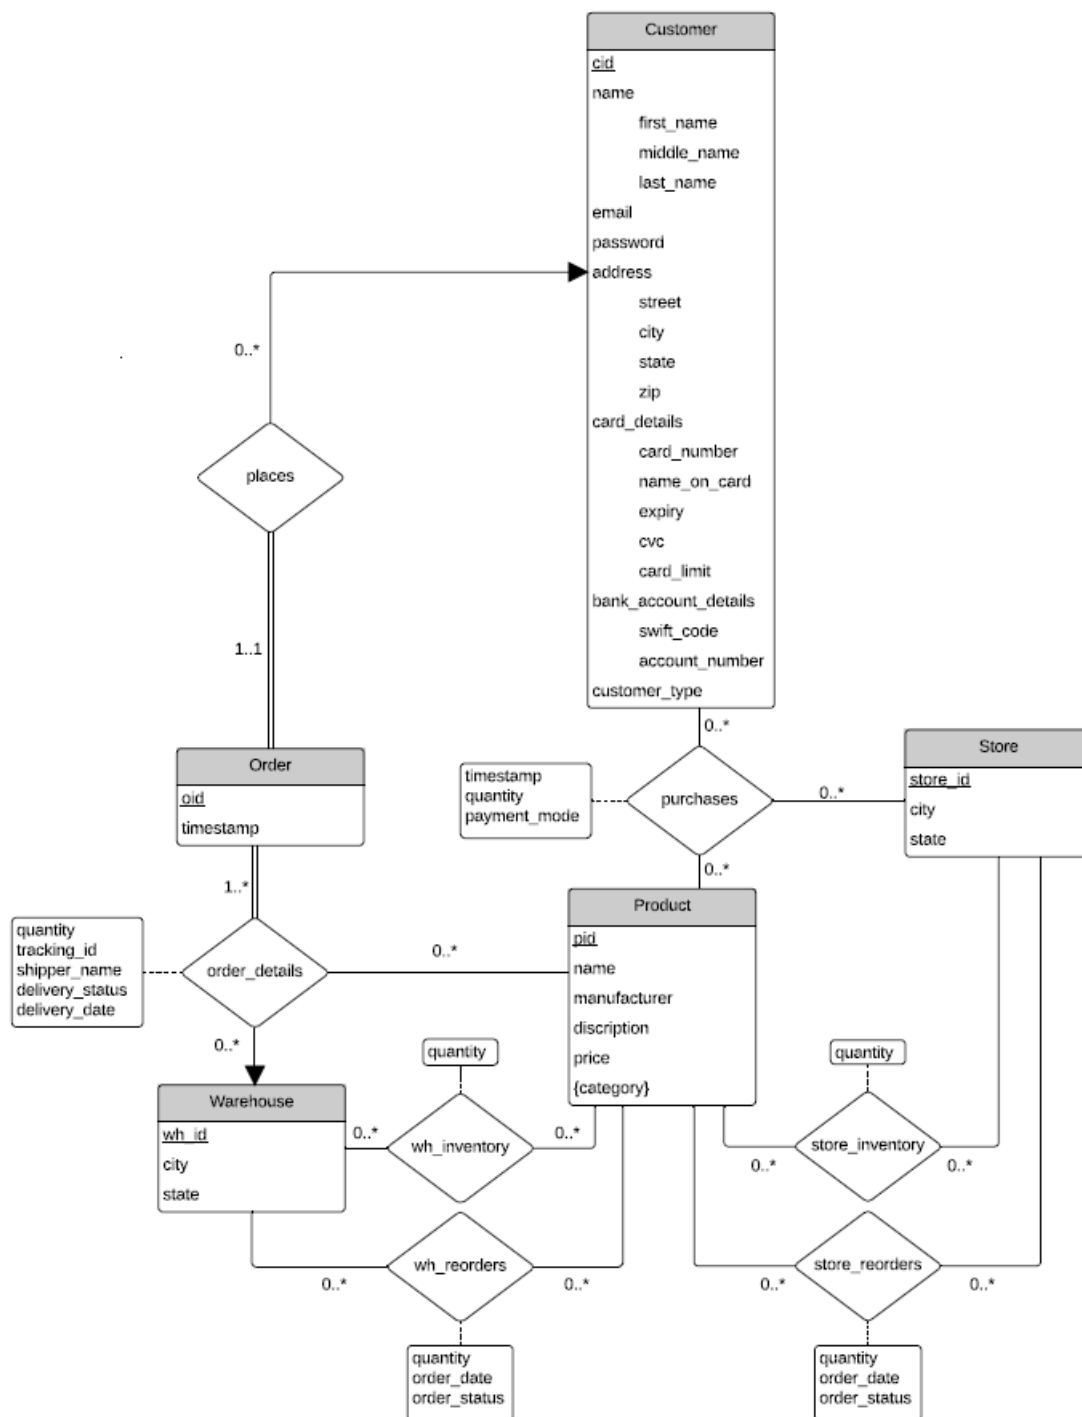 Customer
cid
name
first_name
middle_name
last_name
email
password
address
street
city
state
zip
card_details
card_number
name_on_card
expiry
cvc
card_limit
bank_account_details
swift_code
account_number
customer_type
0..*
places
1..1
Order
oid
timestamp
0..*
timestamp
quantity
payment_mode
purchases
0..*
Store
store_id
city
state
0..*
1..*
quantity
tracking_id
shipper_name
delivery_status
delivery_date
order_details
0..*
0..*
Product
pid
name
manufacturer
discription
price
{category}
Warehouse
wh_id
city
state
quantity
0..*
wh_inventory
0..*
quantity
0..*
store_inventory
0..*
0..*
wh_reorders
0..*
quantity
order_date
order_status
0..*
store_reorders
0..*
quantity
order_date
order_status